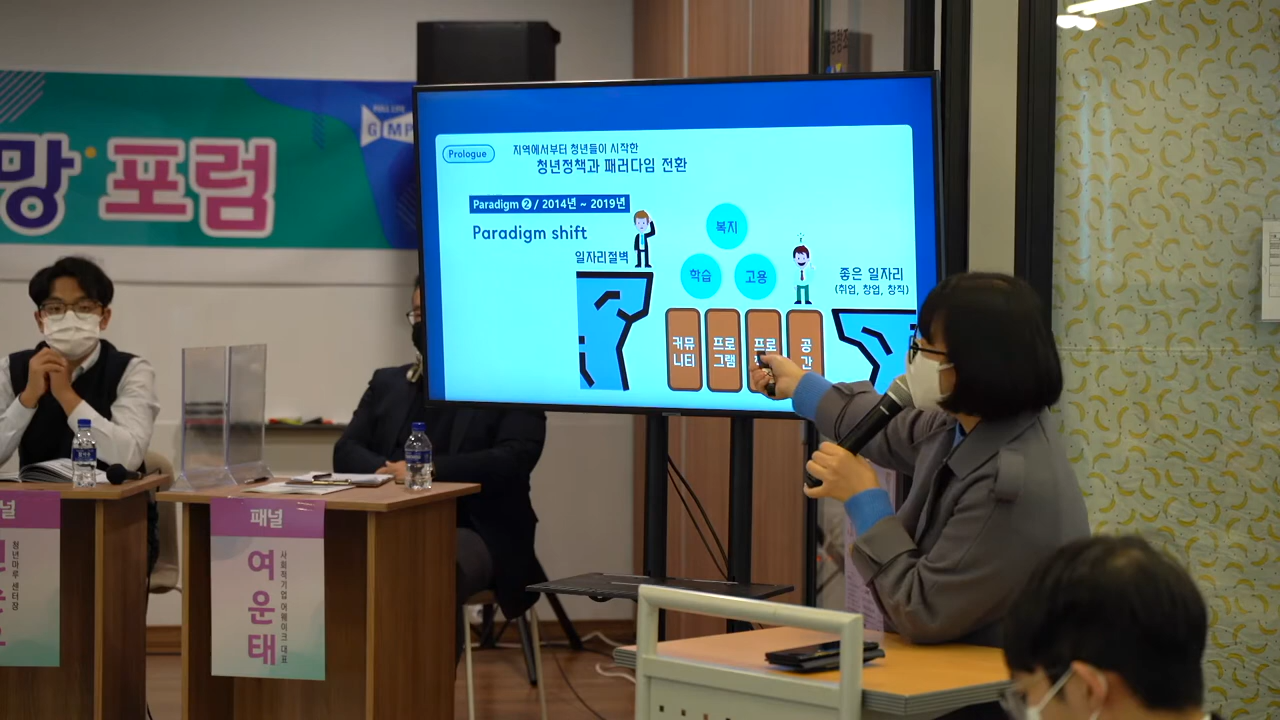 망·포럼
FULL LIFE
GIMP
Prologue
지역에서부터 청년들이 시작한
청년정책과 패러다임 전환
Paradigm ❷ / 2014년 ~ 2019년
Paradigm shift
일자리절벽
복지
학습
고용
좋은 일자리
(취업, 창업, 창직)
커뮤
니티
프로
그램
프로
공
간
널
청년마루 센터장
패널
여운태
사회적기업 어웨이크 대표